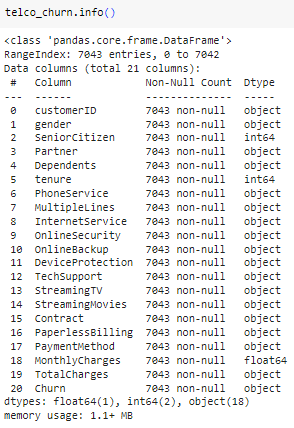 telco_churn.info()
<class 'pandas.core.frame.DataFrame'>
RangeIndex: 7043 entries, 0 to 7042
Data columns (total 21 columns):
 #   Column            Non-Null Count  Dtype
---  ------            --------------  -----
 0   customerID        7043 non-null   object
 1   gender            7043 non-null   object
 2   SeniorCitizen     7043 non-null   int64
 3   Partner           7043 non-null   object
 4   Dependents        7043 non-null   object
 5   tenure            7043 non-null   int64
 6   PhoneService      7043 non-null   object
 7   MultipleLines     7043 non-null   object
 8   InternetService   7043 non-null   object
 9   OnlineSecurity    7043 non-null   object
 10  OnlineBackup      7043 non-null   object
 11  DeviceProtection  7043 non-null   object
 12  TechSupport       7043 non-null   object
 13  StreamingTV       7043 non-null   object
 14  StreamingMovies   7043 non-null   object
 15  Contract          7043 non-null   object
 16  PaperlessBilling  7043 non-null   object
 17  PaymentMethod     7043 non-null   object
 18  MonthlyCharges    7043 non-null   float64
 19  TotalCharges      7043 non-null   object
 20  Churn             7043 non-null   object
dtypes: float64(1), int64(2), object(18)
memory usage: 1.1+ MB